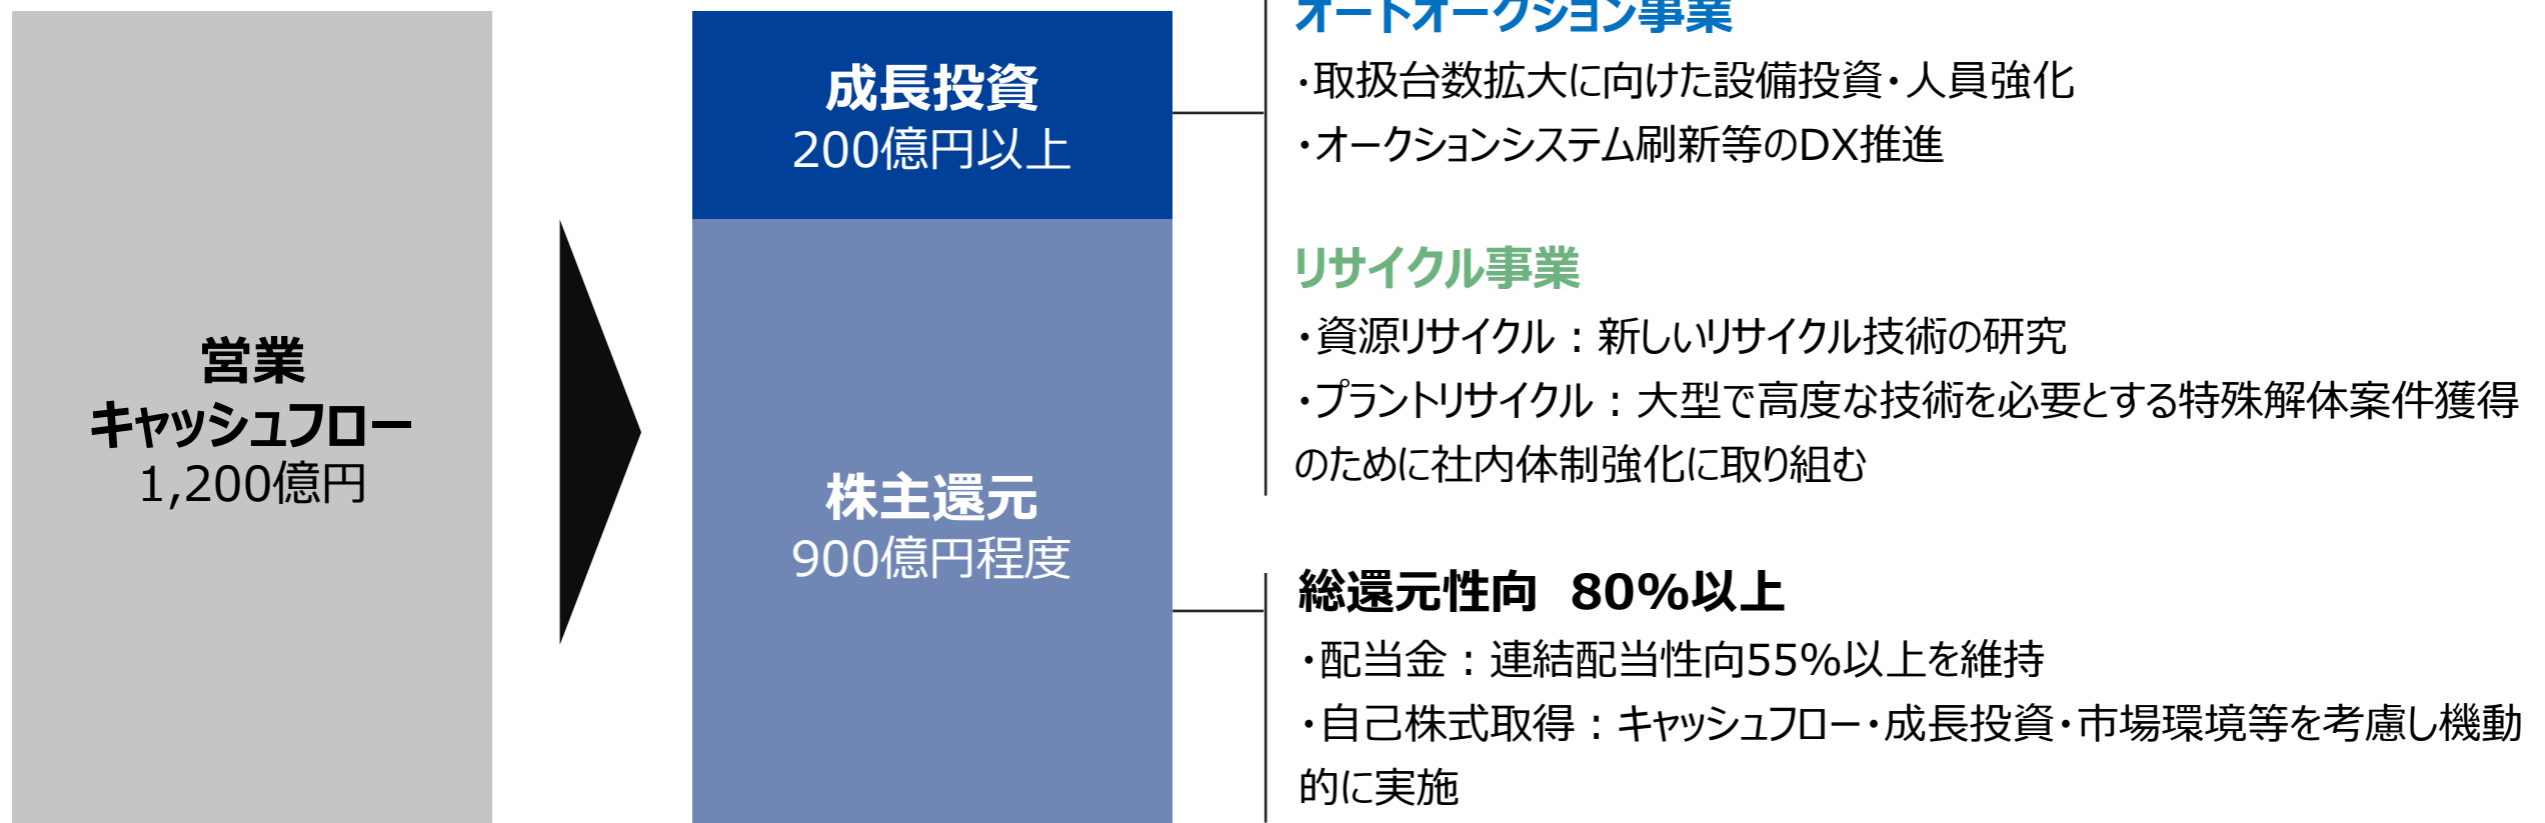 営業
キャッシュフロー
1,200億円
成長投資
200億円以上
株主還元
900億円程度
オートオークション事業
・取扱台数拡大に向けた設備投資・人員強化
・オークションシステム刷新等のDX推進
リサイクル事業
・資源リサイクル：新しいリサイクル技術の研究
・プラントリサイクル：大型で高度な技術を必要とする特殊解体案件獲得
のために社内体制強化に取り組む
総還元性向 80%以上
・配当金：連結配当性向55%以上を維持
・自己株式取得：キャッシュフロー・成長投資・市場環境等を考慮し機動
的に実施